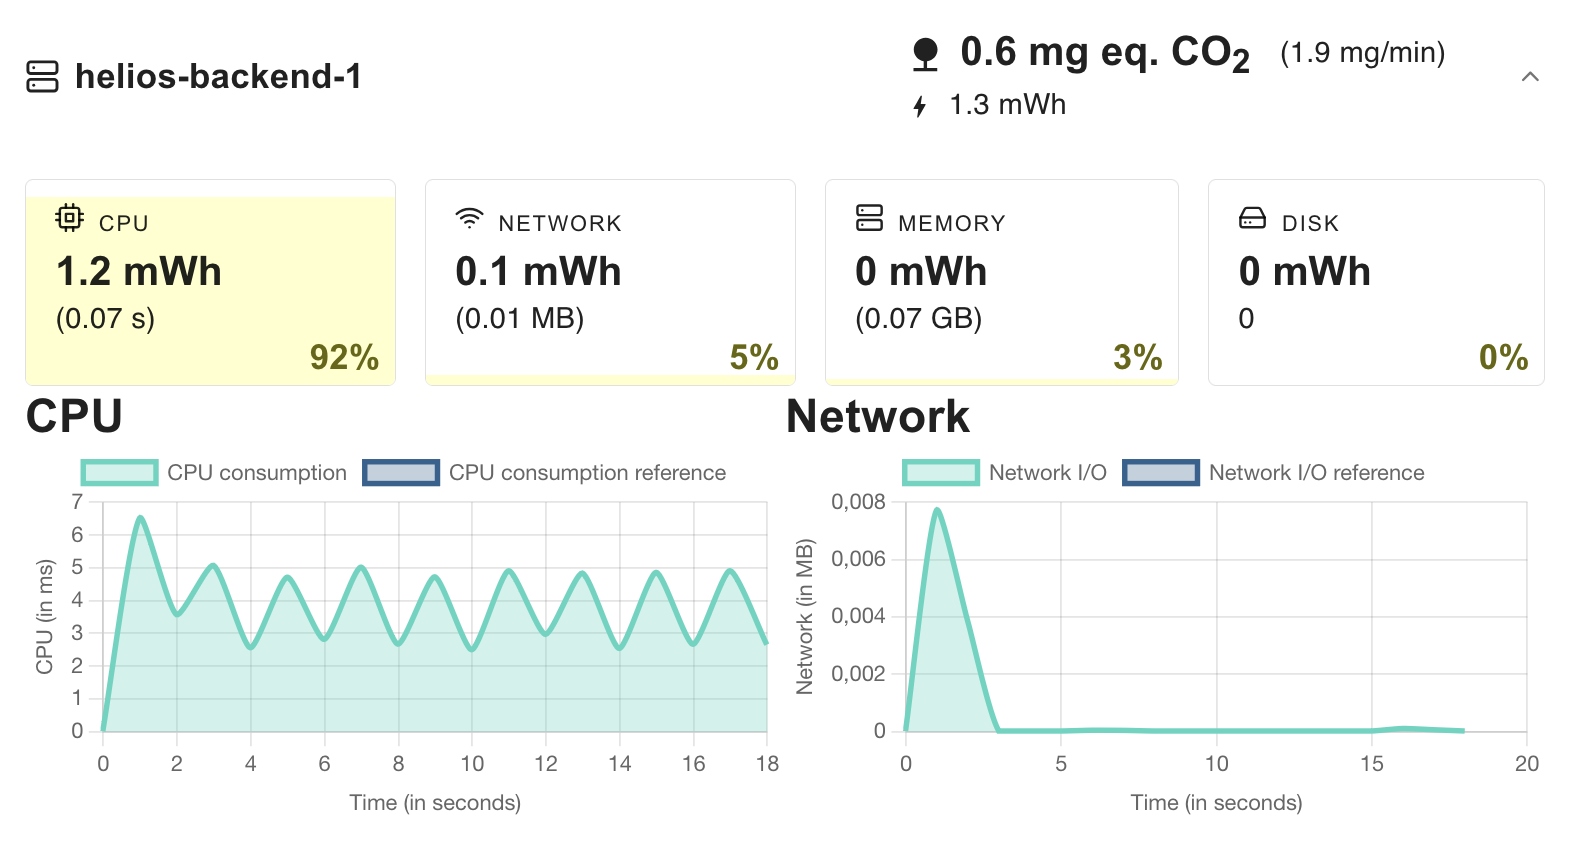 helios-backend-1
0.6 mg eq. CO2 (1.9 mg/min)
1.3 mWh
CPU
1.2 mWh
(0.07 s)
92%
NETWORK
0.1 mWh
(0.01 MB)
5%
MEMORY
0 mWh
(0.07 GB)
3%
DISK
0 mWh
0
0%
CPU
CPU consumption CPU consumption reference
CPU (in ms)
7
6
5
4
3
2
1
0
0 2 4 6 8 10 12 14 16 18
Time (in seconds)
Network
Network I/O Network I/O reference
Network (in MB)
0,008
0,006
0,004
0,002
0
0 5 10 15 20
Time (in seconds)